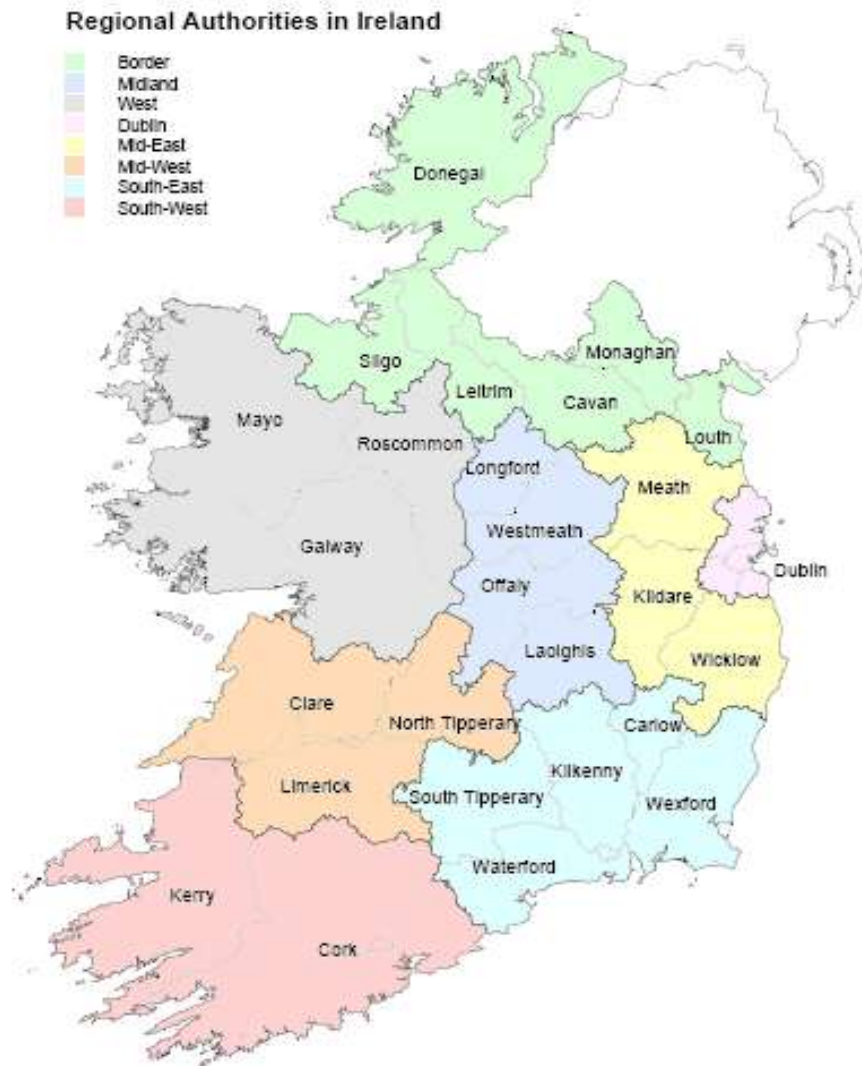 Regional Authorities in Ireland
Border
Midland
West
Dublin
Mid-East
Mid-West
South-East
South-West
Donegal
Monaghan
Sligo
Leitrim
Cavan
Mayo
Louth
Roscommon
Longford
Meath
Westmeath
Galway
Dublin
Offaly
Kildare
Laoighis
Wicklow
Clare
North Tipperary
Carlow
Kilkenny
Limerick
South Tipperary
Wexford
Waterford
Kerry
Cork